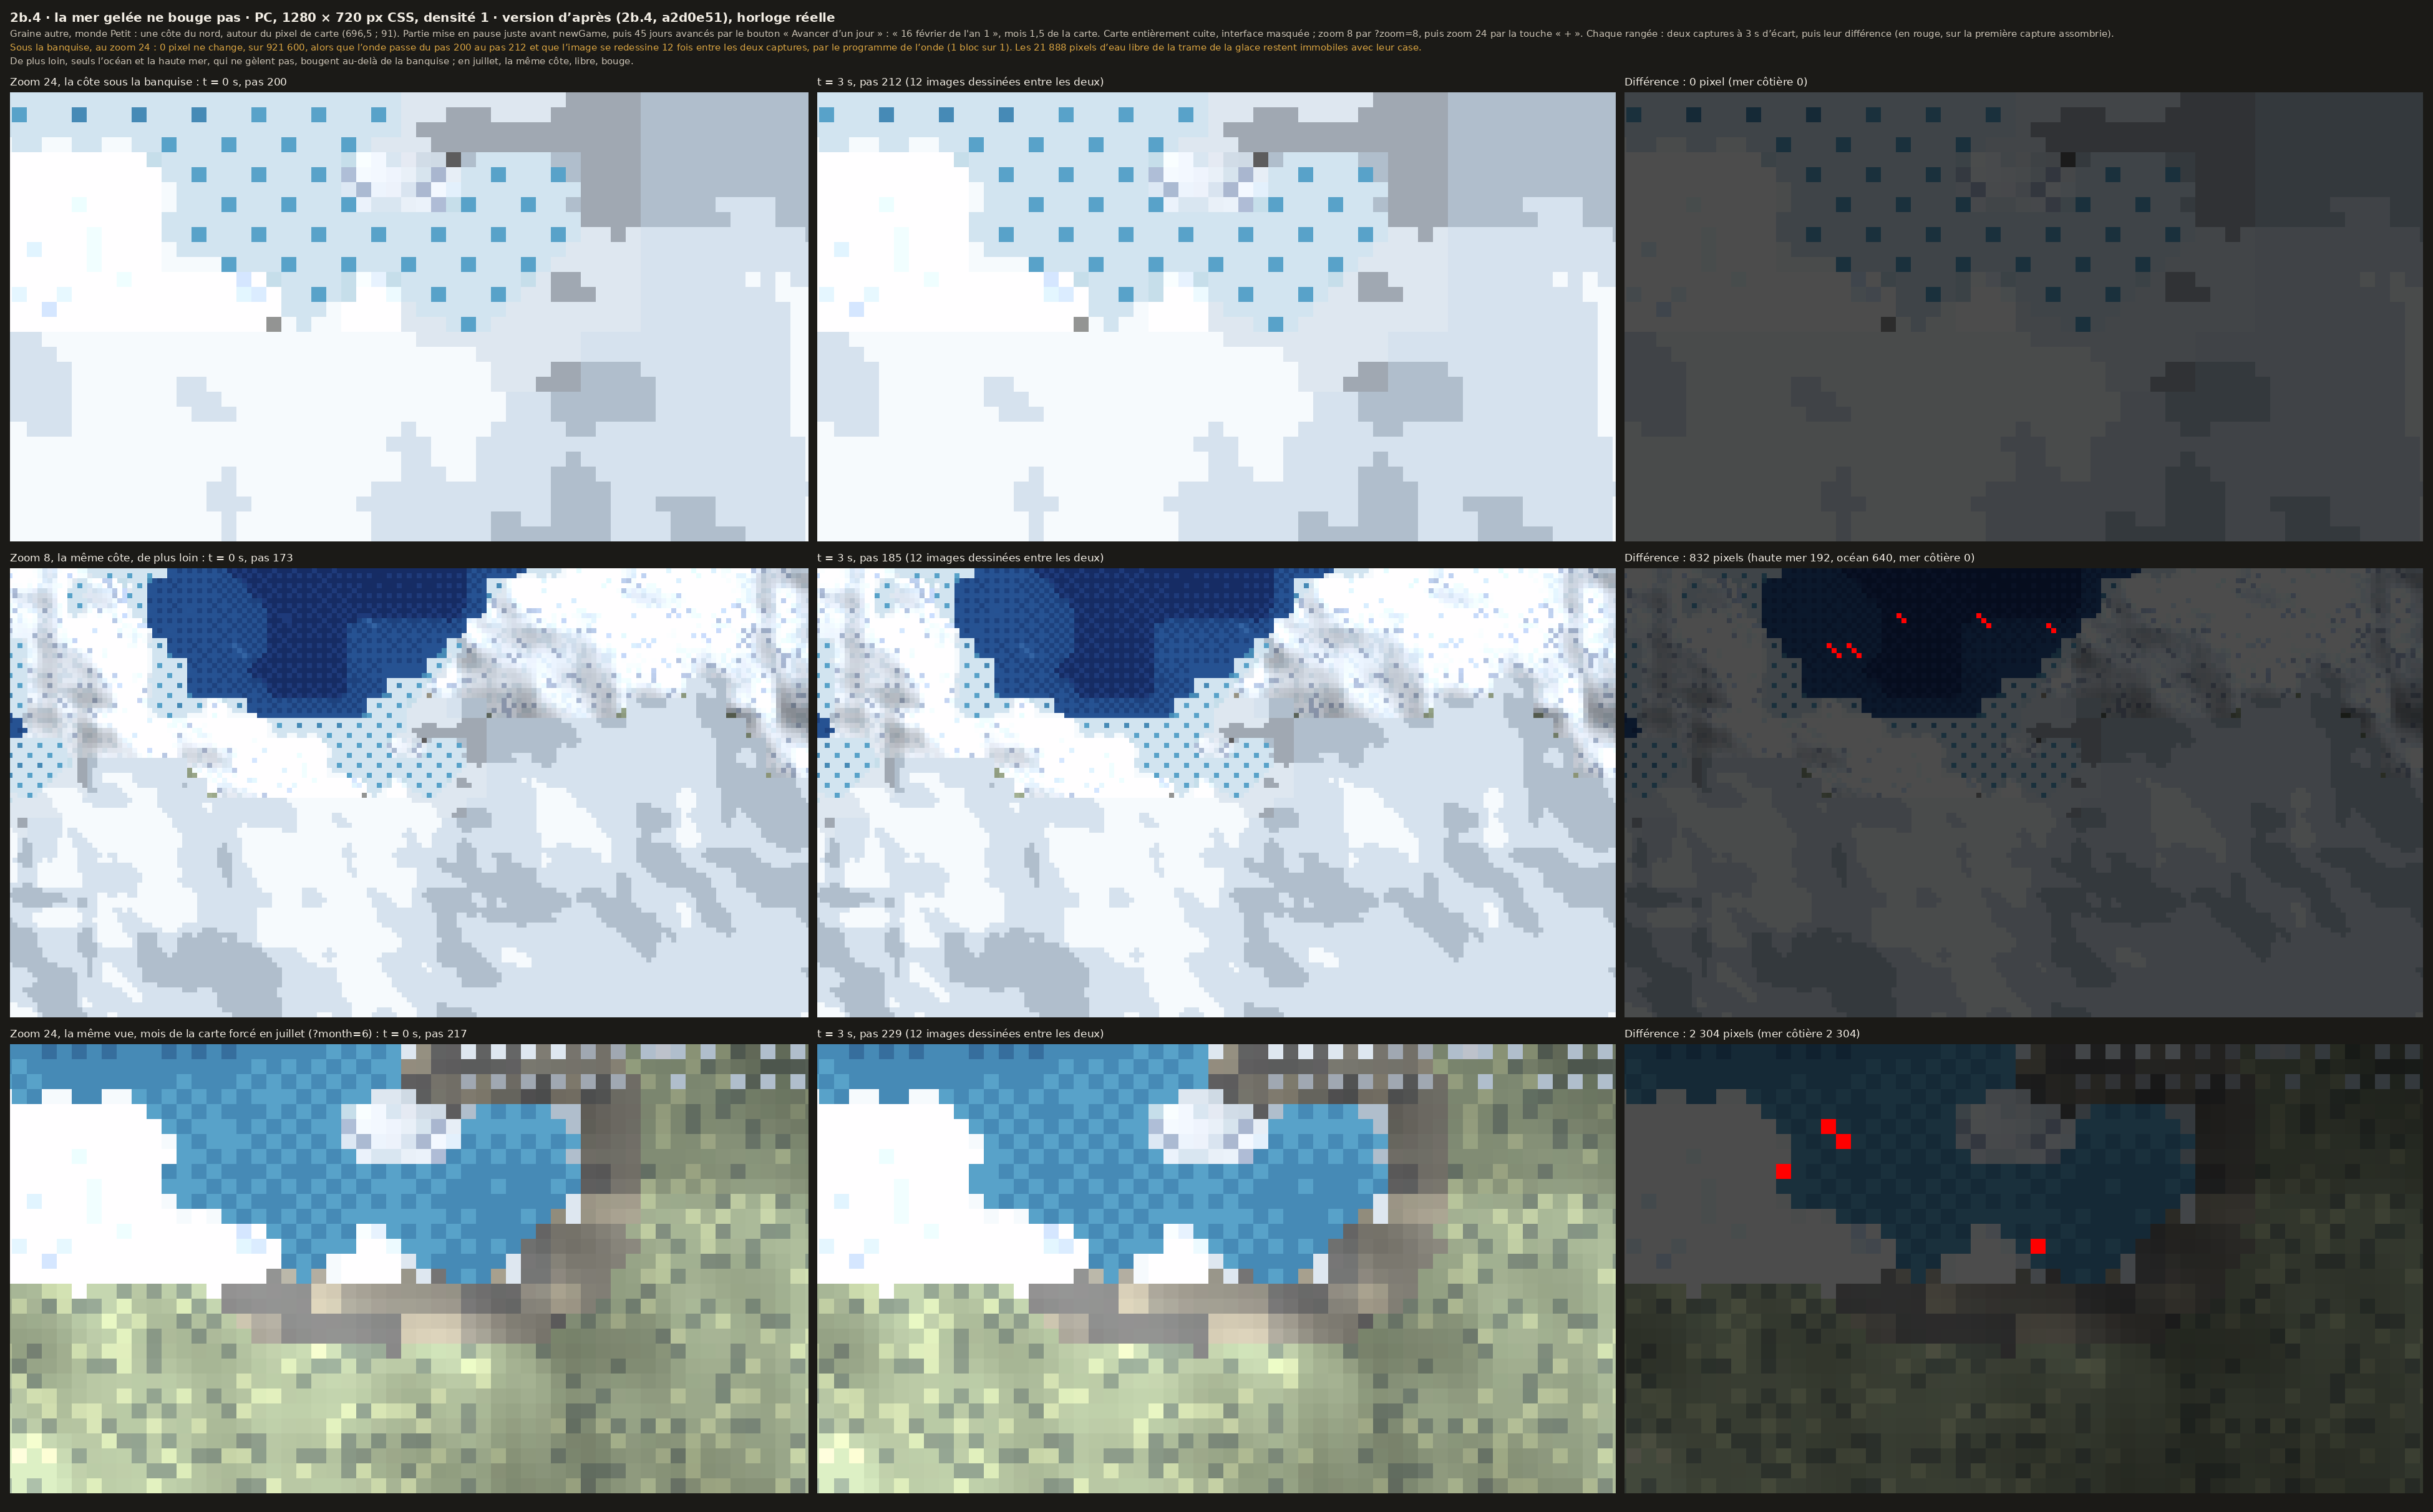 2b.4 · la mer gelée ne bouge pas · PC, 1280 × 720 px CSS, densité 1 · version d’après (2b.4, a2d0e51), horloge réelle
Graine autre, monde Petit : une côte du nord, autour du pixel de carte (696,5 ; 91). Partie mise en pause juste avant newGame, puis 45 jours avancés par le bouton « Avancer d’un jour » : « 16 février de l'an 1 », mois 1,5 de la carte. Carte entièrement cuite, interface masquée ; zoom 8 par ?zoom=8, puis zoom 24 par la touche « + ». Chaque rangée : deux captures à 3 s d’écart, puis leur différence (en rouge, sur la première capture assombrie).
Sous la banquise, au zoom 24 : 0 pixel ne change, sur 921 600, alors que l’onde passe du pas 200 au pas 212 et que l’image se redessine 12 fois entre les deux captures, par le programme de l’onde (1 bloc sur 1). Les 21 888 pixels d’eau libre de la trame de la glace restent immobiles avec leur case.
De plus loin, seuls l’océan et la haute mer, qui ne gèlent pas, bougent au-delà de la banquise ; en juillet, la même côte, libre, bouge.
Zoom 24, la côte sous la banquise : t = 0 s, pas 200
t = 3 s, pas 212 (12 images dessinées entre les deux)
Différence : 0 pixel (mer côtière 0)
Zoom 8, la même côte, de plus loin : t = 0 s, pas 173
t = 3 s, pas 185 (12 images dessinées entre les deux)
Différence : 832 pixels (haute mer 192, océan 640, mer côtière 0)
Zoom 24, la même vue, mois de la carte forcé en juillet (?month=6) : t = 0 s, pas 217
t = 3 s, pas 229 (12 images dessinées entre les deux)
Différence : 2 304 pixels (mer côtière 2 304)